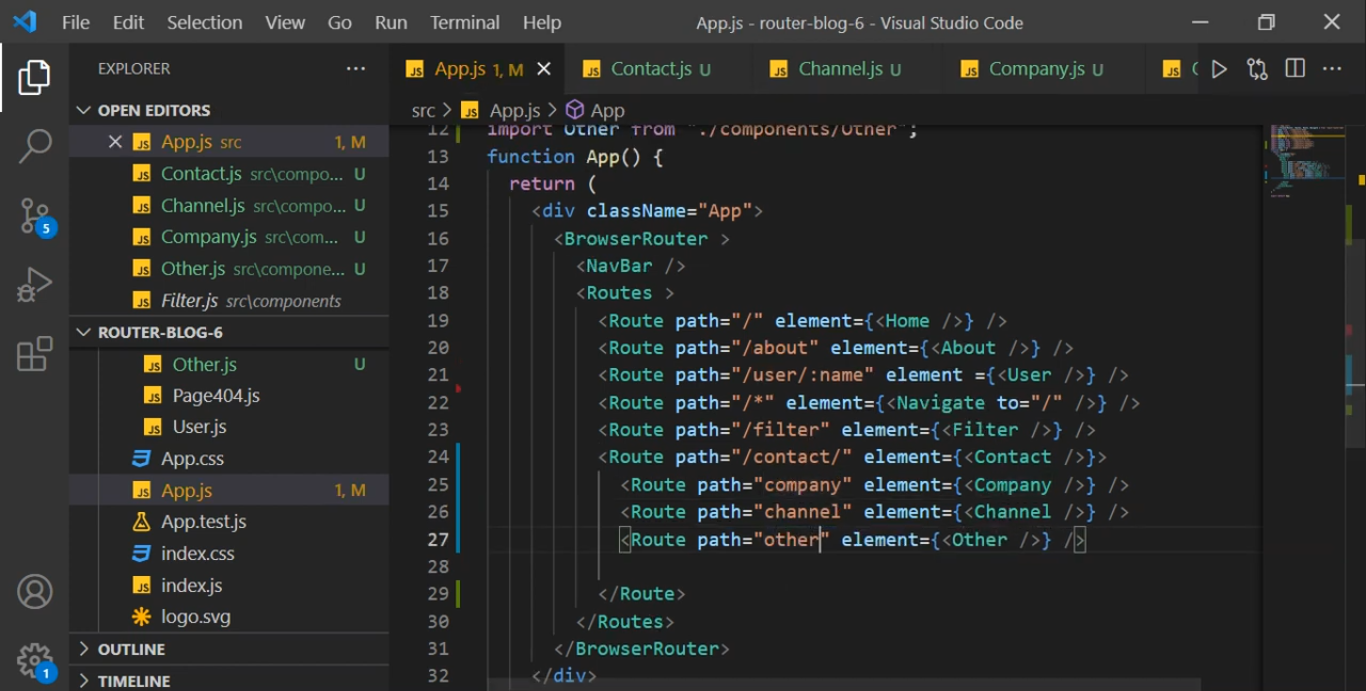 File Edit Selection View Go Run Terminal Help App.js - router-blog-6 - Visual Studio Code
EXPLORER
OPEN EDITORS
App.js src 1, M
Contact.js src\compo... U
Channel.js src\compo... U
Company.js src\com... U
Other.js src\compone... U
Filter.js src\components
ROUTER-BLOG-6
Other.js U
Page404.js
User.js
App.css
App.js 1, M
App.test.js
index.css
index.js
logo.svg
OUTLINE
TIMELINE
5
1
JS App.js 1, M JS Contact.js U JS Channel.js U JS Company.js U JS
src > JS App.js > App
12 import Other from "./components/Other";
13 function App() {
14 return (
15 <div className="App">
16 <BrowserRouter >
17 <NavBar />
18 <Routes >
19 <Route path="/" element={<Home />} />
20 <Route path="/about" element={<About />} />
21 <Route path="/user/:name" element ={<User />} />
22 <Route path="/*" element={<Navigate to="/" />} />
23 <Route path="/filter" element={<Filter />} />
24 <Route path="/contact/" element={<Contact />}>
25 <Route path="company" element={<Company />} />
26 <Route path="channel" element={<Channel />} />
27 <Route path="other" element={<Other />} />
28
29 </Route>
30 </Routes>
31 </BrowserRouter>
32 </div>